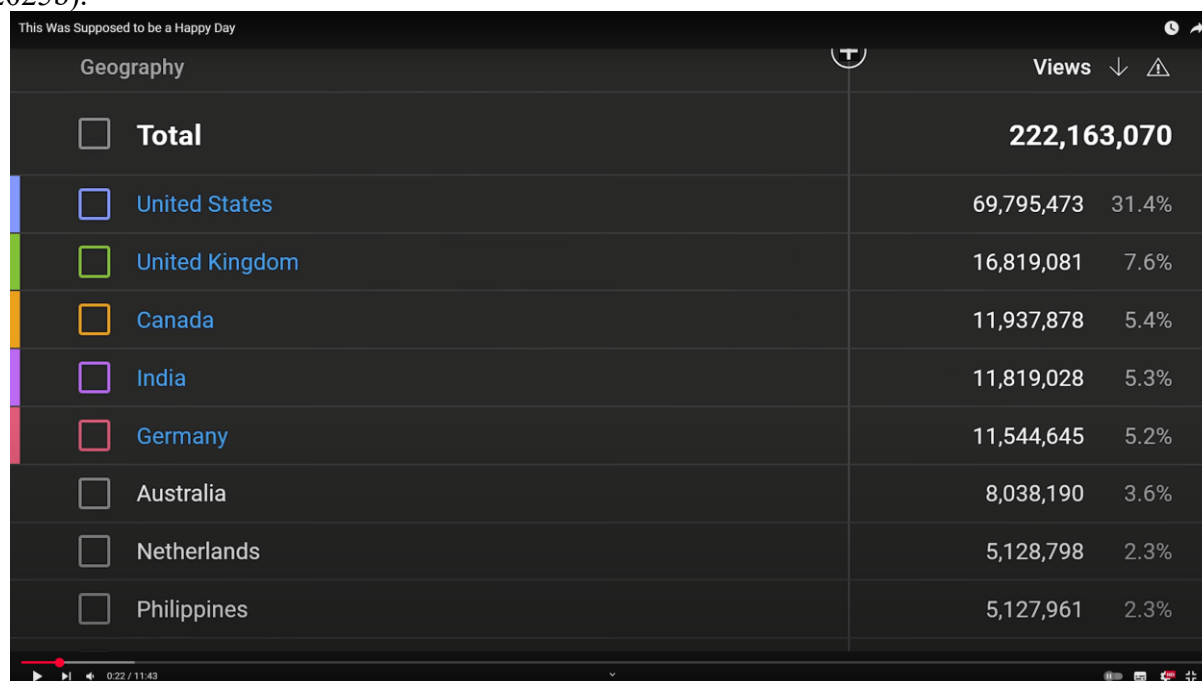 2025b).
This Was Supposed to be a Happy Day
Geography Views
Total 222,163,070
United States 69,795,473 31.4%
United Kingdom 16,819,081 7.6%
Canada 11,937,878 5.4%
India 11,819,028 5.3%
Germany 11,544,645 5.2%
Australia 8,038,190 3.6%
Netherlands 5,128,798 2.3%
Philippines 5,127,961 2.3%
0:22 / 11:43